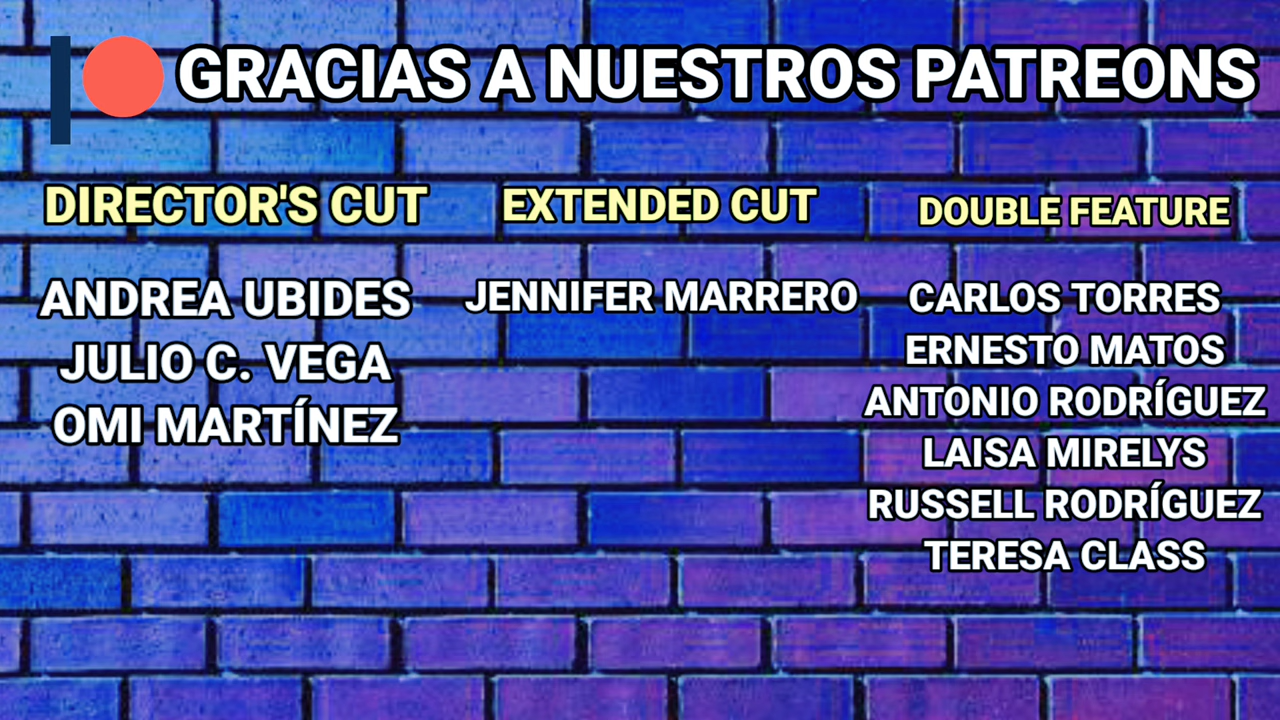 GRACIAS A NUESTROS PATREONS
DIRECTOR'S CUT
ANDREA UBIDES
JULIO C. VEGA
OMI MARTÍNEZ
EXTENDED CUT
JENNIFER MARRERO
DOUBLE FEATURE
CARLOS TORRES
ERNESTO MATOS
ANTONIO RODRÍGUEZ
LAISA MIRELYS
RUSSELL RODRÍGUEZ
TERESA CLASS